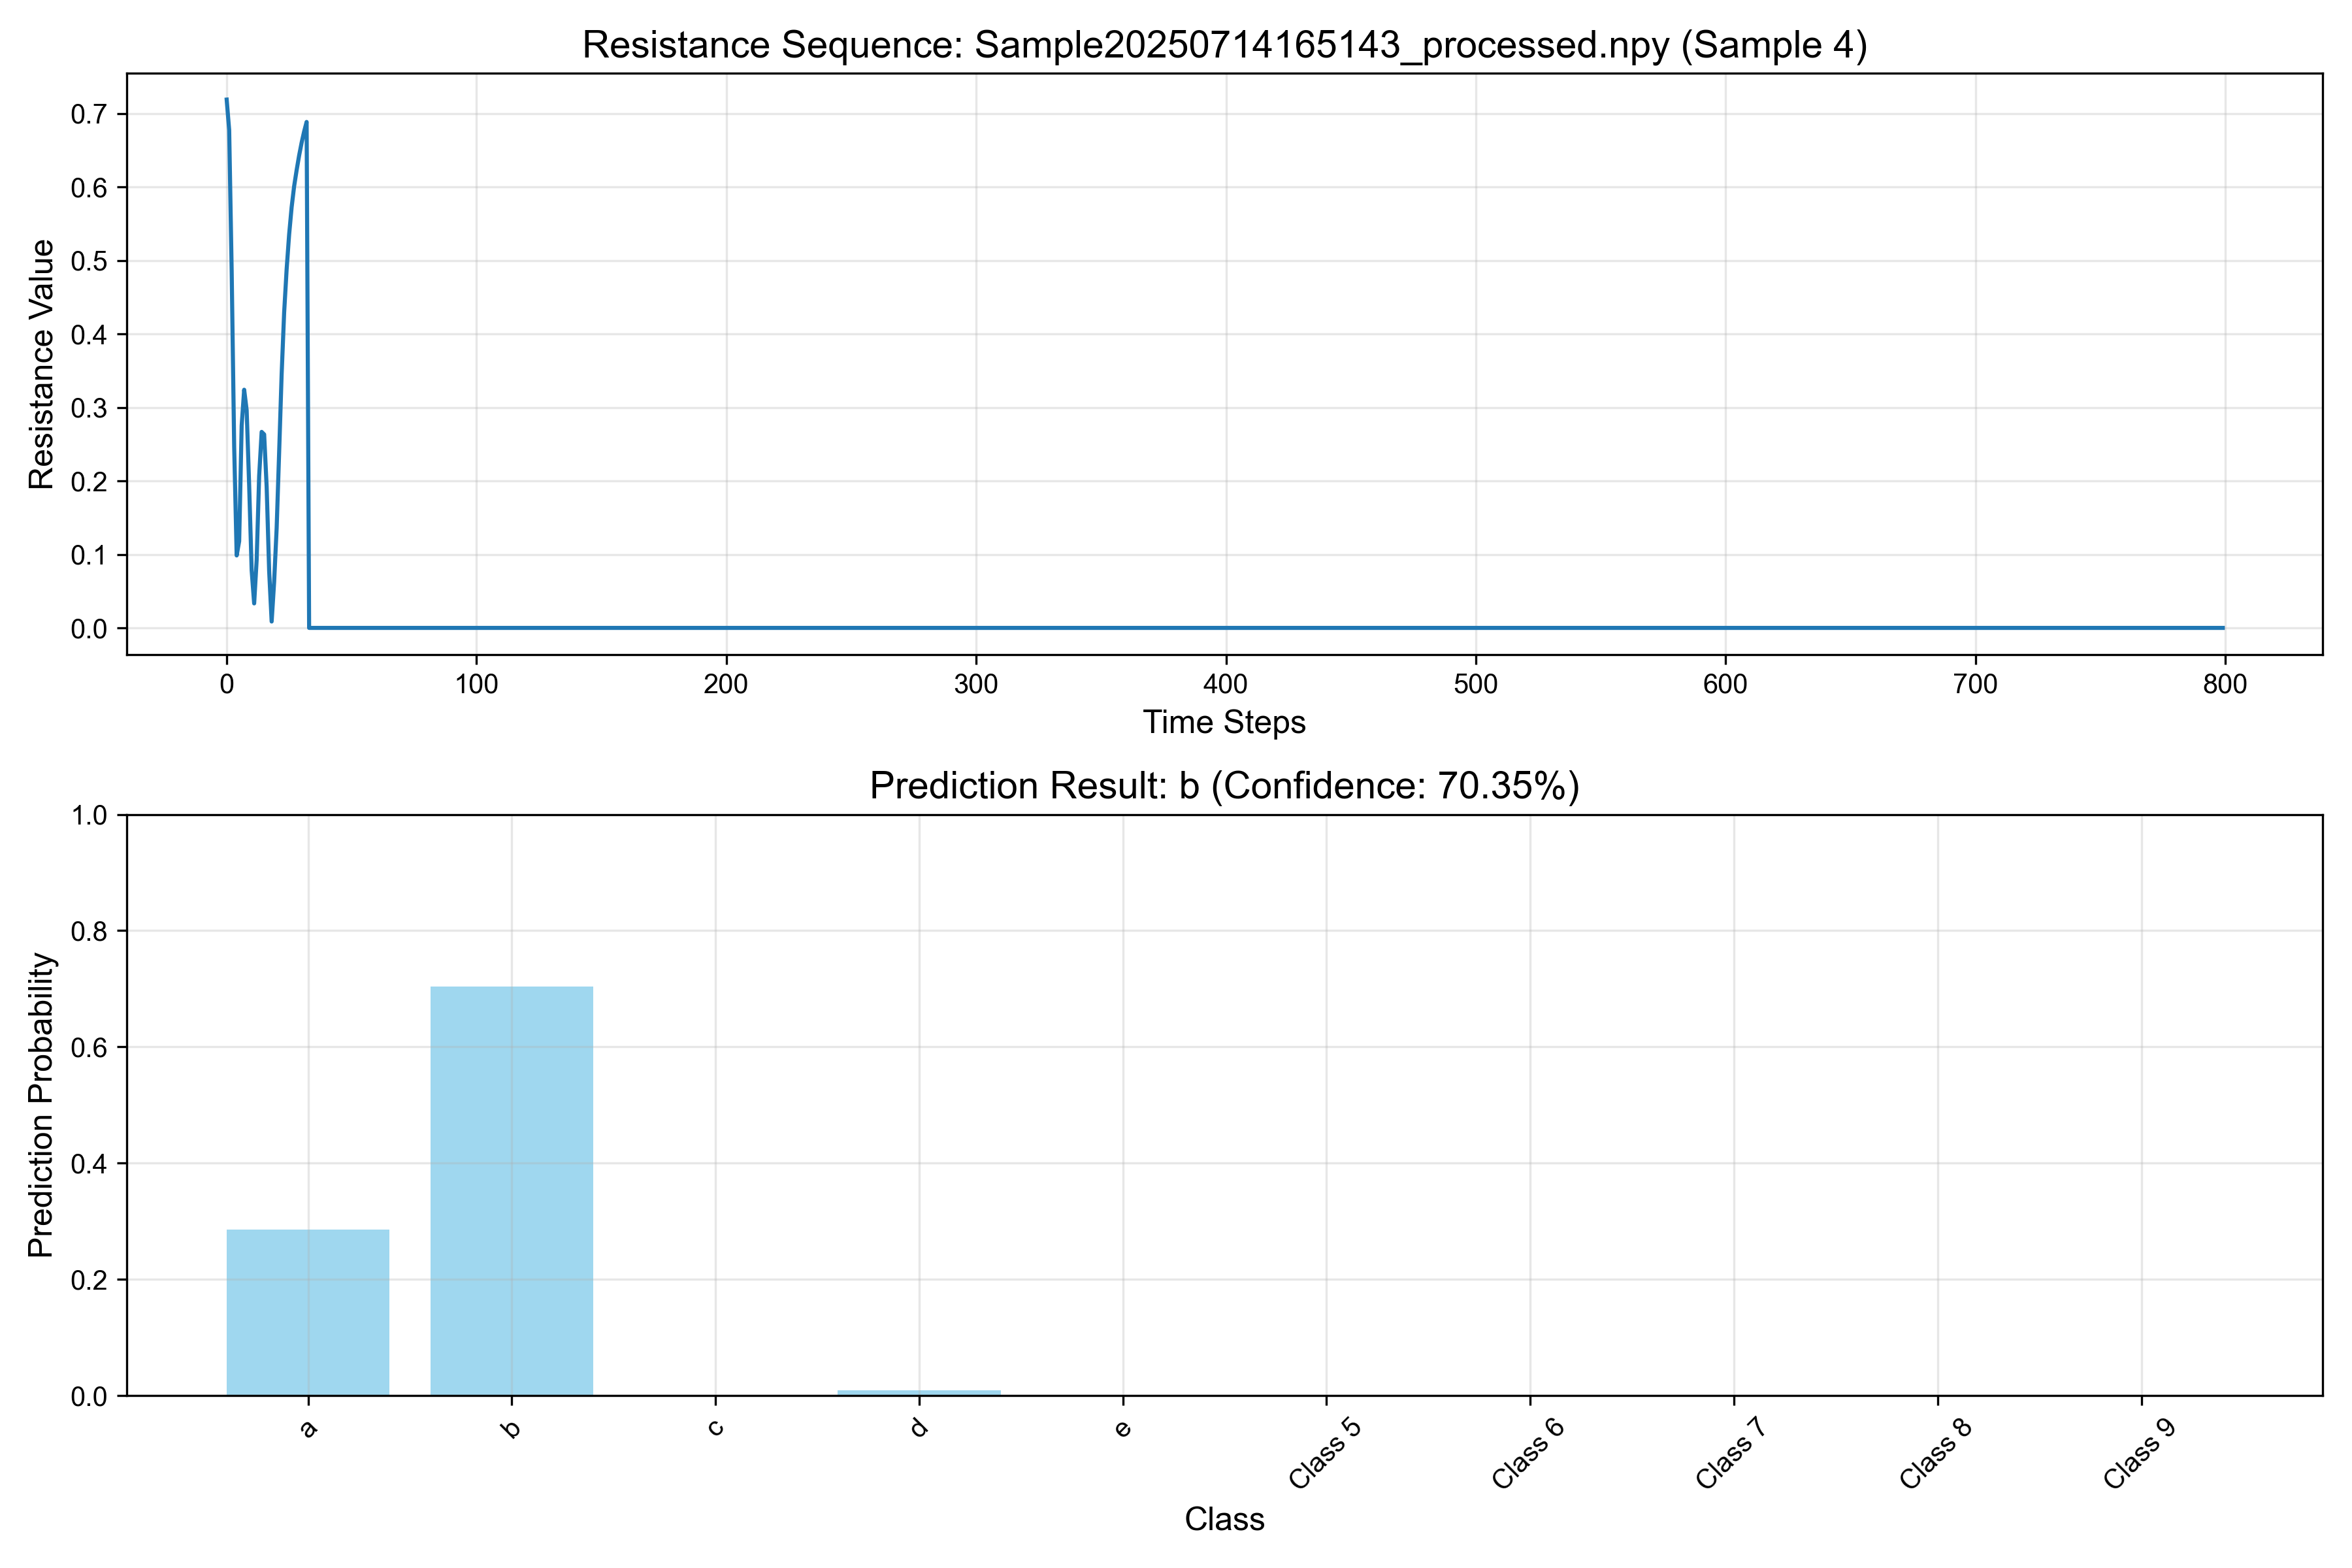 Resistance Sequence: Sample20250714165143_processed.npy (Sample 4)
Resistance Value
0.7
0.6
0.5
0.4
0.3
0.2
0.1
0.0
0 100 200 300 400 500 600 700 800
Time Steps
Prediction Result: b (Confidence: 70.35%)
Prediction Probability
1.0
0.8
0.6
0.4
0.2
0.0
a b c d e Class 5 Class 6 Class 7 Class 8 Class 9
Class